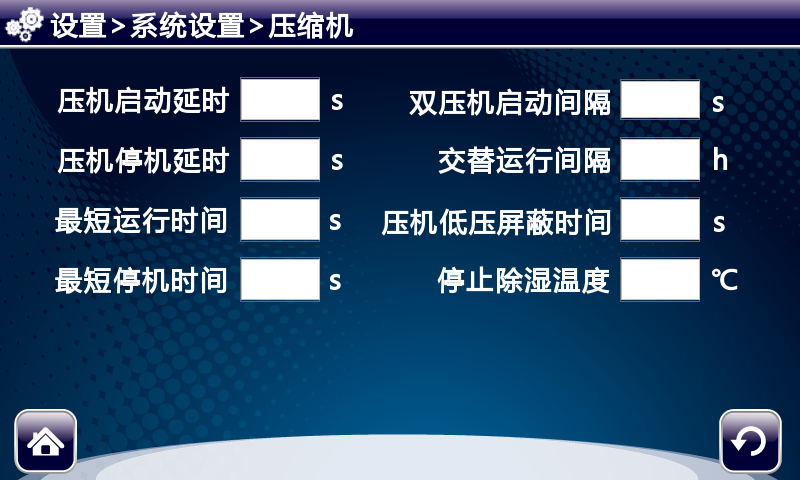 设置>系统设置>压缩机
压机启动延时 s 双压机启动间隔 s
压机停机延时 s 交替运行间隔 h
最短运行时间 s 压机低压屏蔽时间 s
最短停机时间 s 停止除湿温度 ℃